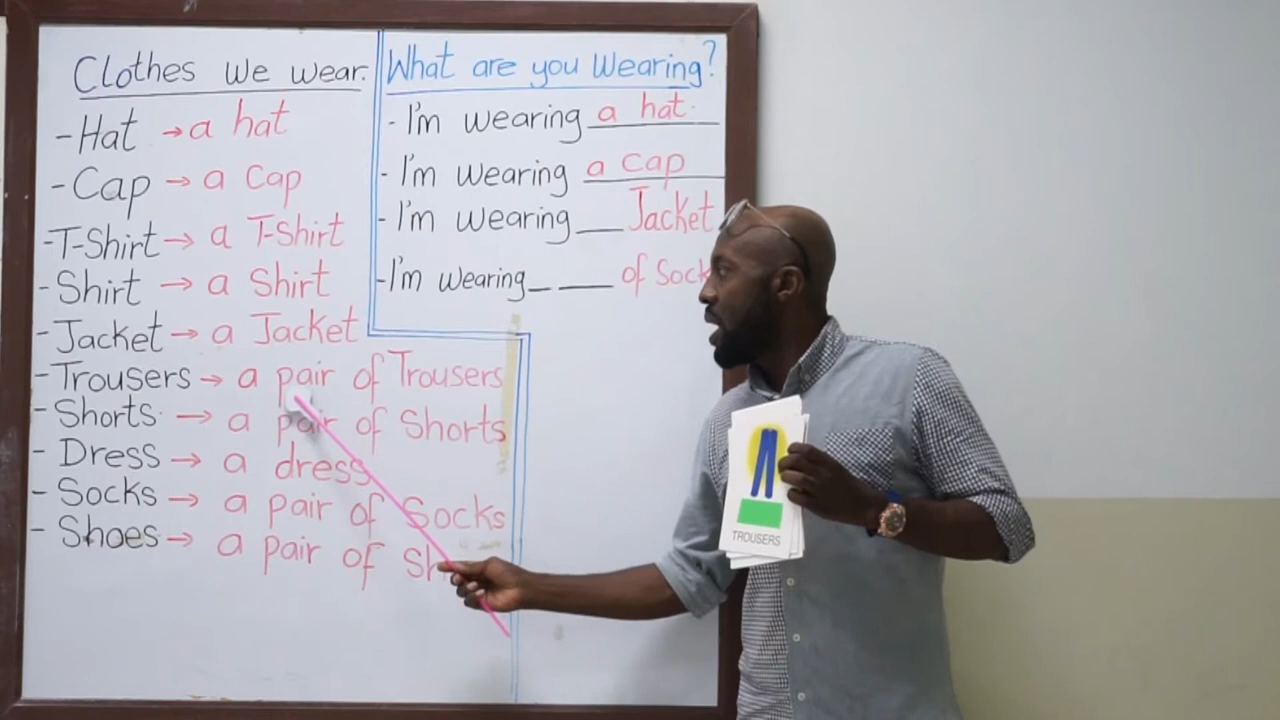 Clothes we wear.
-Hat → a hat
-Cap → a Cap
-T-Shirt → a T-Shirt
-Shirt → a Shirt
-Jacket → a Jacket
-Trousers → a pair of Trousers
-Shorts. → a pair of Shorts
- Dress → a dress
- Socks → a pair of Socks
- Shoes → a pair of
What are you Wearing?
- I'm wearing a hat.
- I'm wearing a Cap
- I'm wearing __ Jacket
-I'm wearing _ __ of
TROUSERS